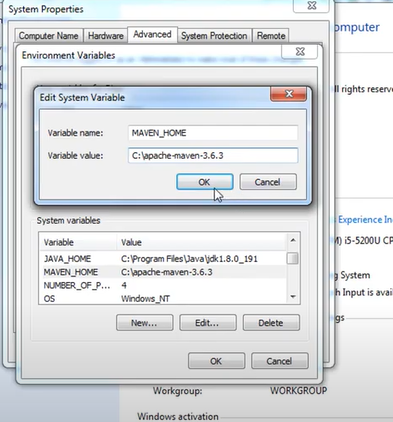 System Properties
Computer Name Hardware Advanced System Protection Remote
omputer
Environment Variables
Edit System Variable
ll rights reserve
Variable name: MAVEN_HOME
Variable value: C:\apache-maven-3.6.3
OK Cancel
System variables
Experience In
Variable Value
M) i5-5200U CP
JAVA_HOME C:\Program Files\Java\jdk1.8.0_191
MAVEN_HOME C:\apache-maven-3.6.3
g System
NUMBER_OF_P... 4
h Input is avai
OS Windows_NT
gs
New... Edit... Delete
OK Cancel
Workgroup: WORKGROUP
Windows activation